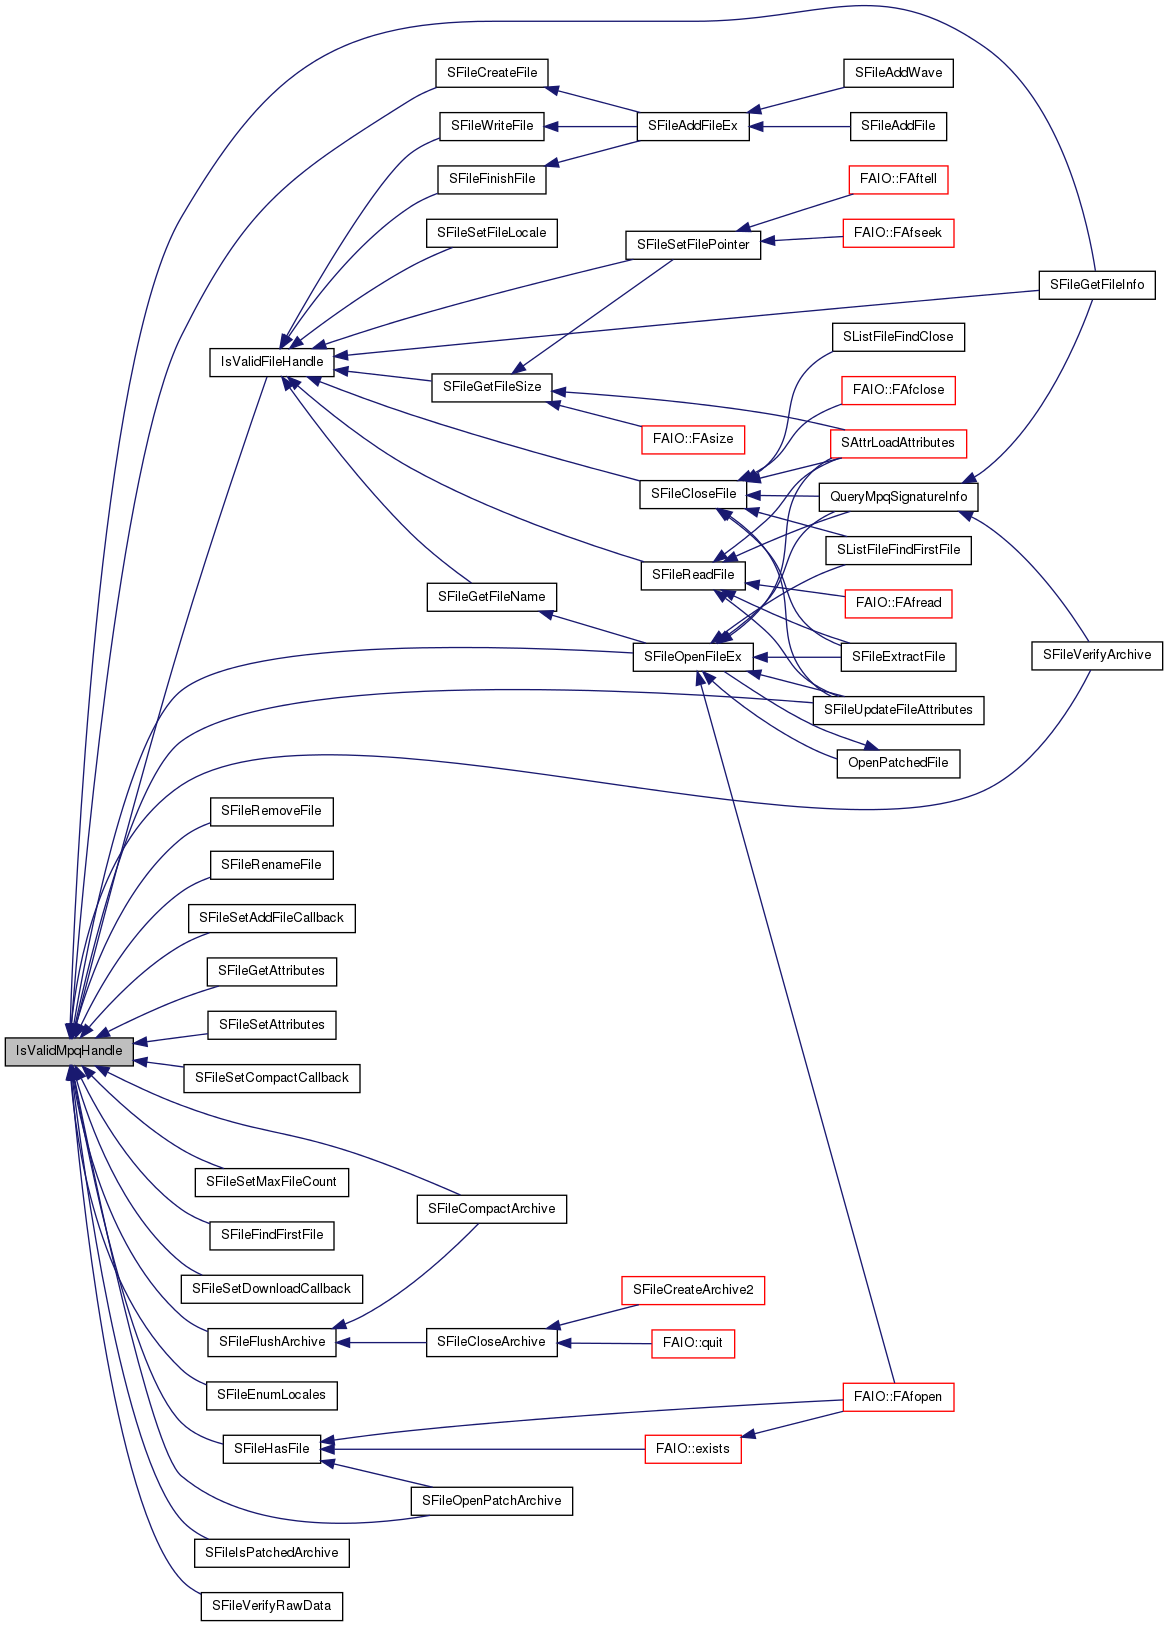 SFileCreateFile
SFileAddWave
SFileWriteFile
SFileAddFileEx
SFileAddFile
SFileFinishFile
FAIO::FAftell
SFileSetFileLocale
SFileSetFilePointer
FAIO::FAfseek
SFileGetFileInfo
IsValidFileHandle
SListFileFindClose
SFileGetFileSize
FAIO::FAfclose
FAIO::FAsize
SAttrLoadAttributes
SFileCloseFile
QueryMpqSignatureInfo
SListFileFindFirstFile
SFileReadFile
SFileGetFileName
FAIO::FAfread
SFileOpenFileEx
SFileExtractFile
SFileVerifyArchive
SFileUpdateFileAttributes
OpenPatchedFile
SFileRemoveFile
SFileRenameFile
SFileSetAddFileCallback
SFileGetAttributes
SFileSetAttributes
IsValidMpqHandle
SFileSetCompactCallback
SFileSetMaxFileCount
SFileCompactArchive
SFileFindFirstFile
SFileSetDownloadCallback
SFileCreateArchive2
SFileFlushArchive
SFileCloseArchive
FAIO::quit
SFileEnumLocales
FAIO::FAfopen
SFileHasFile
FAIO::exists
SFileOpenPatchArchive
SFileIsPatchedArchive
SFileVerifyRawData